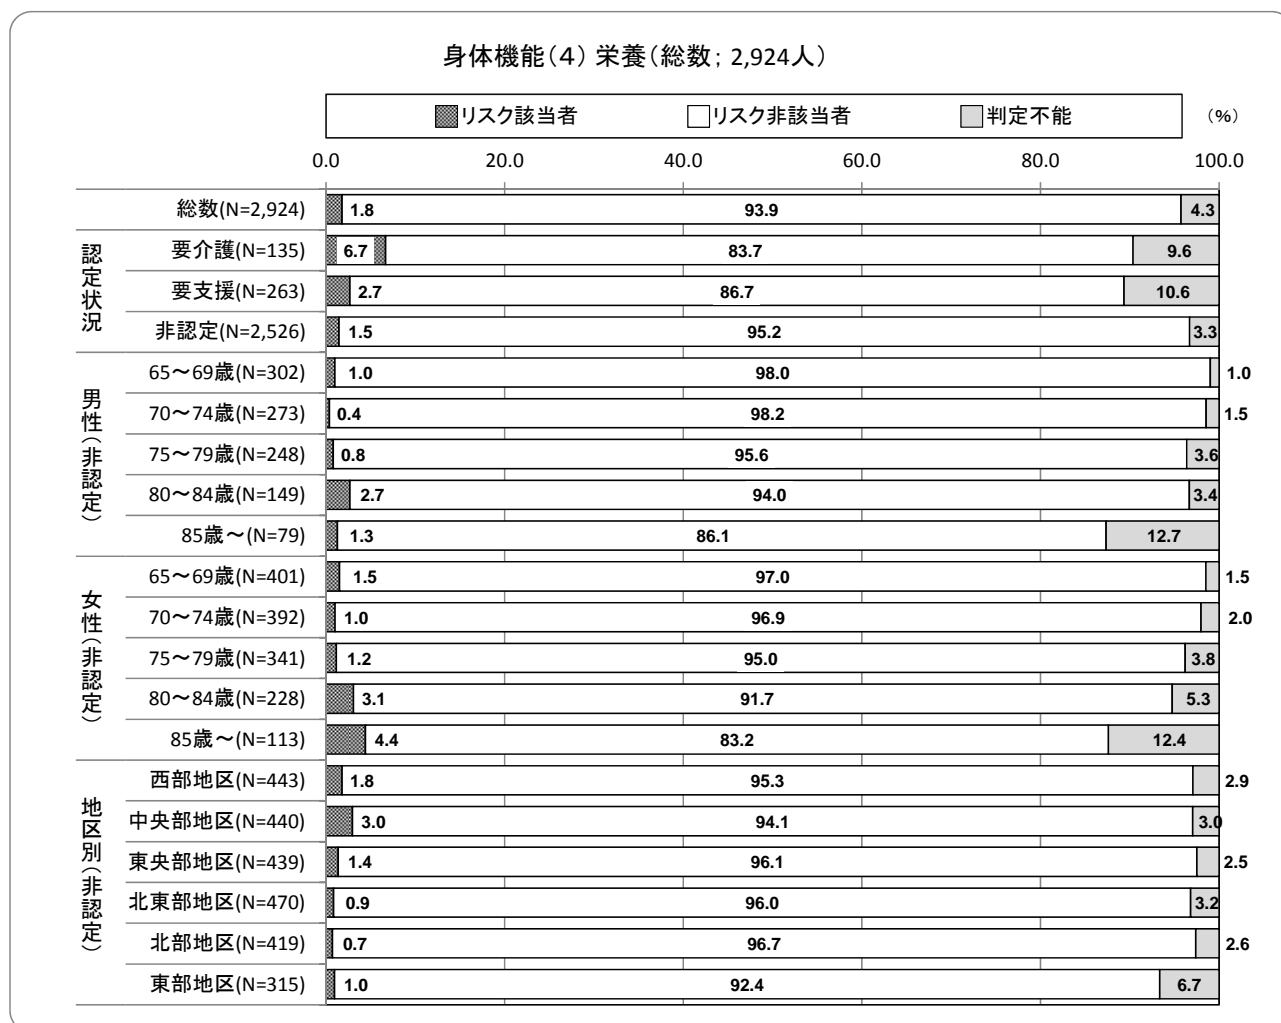 身体機能（４） 栄養（総数； 2,924人）
リスク該当者 リスク非該当者 判定不能 （％）
0.0 20.0 40.0 60.0 80.0 100.0
総数(N=2,924) 1.8 93.9 4.3
認定状況
要介護(N=135) 6.7 83.7 9.6
要支援(N=263) 2.7 86.7 10.6
非認定(N=2,526) 1.5 95.2 3.3
男性（非認定）
65～69歳(N=302) 1.0 98.0 1.0
70～74歳(N=273) 0.4 98.2 1.5
75～79歳(N=248) 0.8 95.6 3.6
80～84歳(N=149) 2.7 94.0 3.4
85歳～(N=79) 1.3 86.1 12.7
女性（非認定）
65～69歳(N=401) 1.5 97.0 1.5
70～74歳(N=392) 1.0 96.9 2.0
75～79歳(N=341) 1.2 95.0 3.8
80～84歳(N=228) 3.1 91.7 5.3
85歳～(N=113) 4.4 83.2 12.4
地区別（非認定）
西部地区(N=443) 1.8 95.3 2.9
中央部地区(N=440) 3.0 94.1 3.0
東央部地区(N=439) 1.4 96.1 2.5
北東部地区(N=470) 0.9 96.0 3.2
北部地区(N=419) 0.7 96.7 2.6
東部地区(N=315) 1.0 92.4 6.7